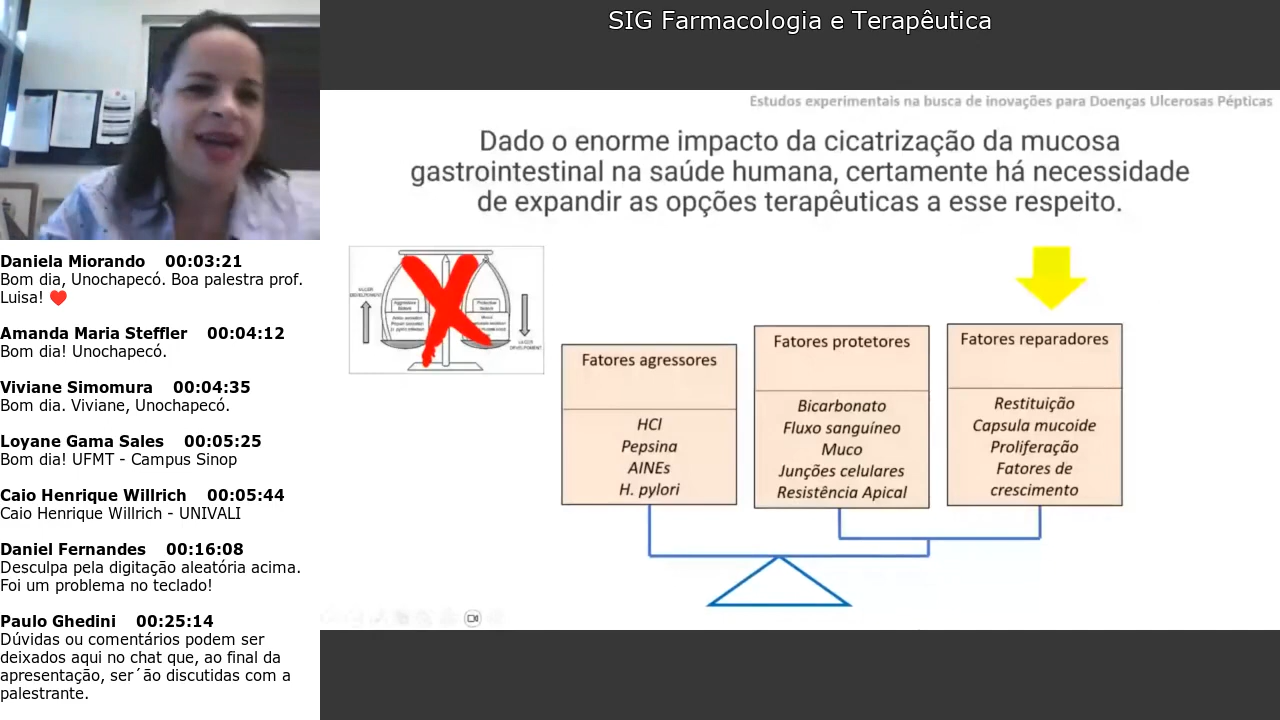 SIG Farmacologia e Terapêutica
Estudos experimentais na busca de inovações para Doenças Ulcerosas Pépticas
Dado o enorme impacto da cicatrização da mucosa
gastrointestinal na saúde humana, certamente há necessidade
de expandir as opções terapêuticas a esse respeito.
Fatores agressores
HCl
Pepsina
AINEs
H. pylori
Fatores protetores
Bicarbonato
Fluxo sanguíneo
Muco
Junções celulares
Resistência Apical
Fatores reparadores
Restituição
Capsula mucoide
Proliferação
Fatores de
crescimento
Daniela Miorando 00:03:21
Bom dia, Unochapecó. Boa palestra prof.
Luisa! ❤️
Amanda Maria Steffler 00:04:12
Bom dia! Unochapecó.
Viviane Simomura 00:04:35
Bom dia. Viviane, Unochapecó.
Loyane Gama Sales 00:05:25
Bom dia! UFMT - Campus Sinop
Caio Henrique Willrich 00:05:44
Caio Henrique Willrich - UNIVALI
Daniel Fernandes 00:16:08
Desculpa pela digitação aleatória acima.
Foi um problema no teclado!
Paulo Ghedini 00:25:14
Dúvidas ou comentários podem ser
deixados aqui no chat que, ao final da
apresentação, ser´ão discutidas com a
palestrante.